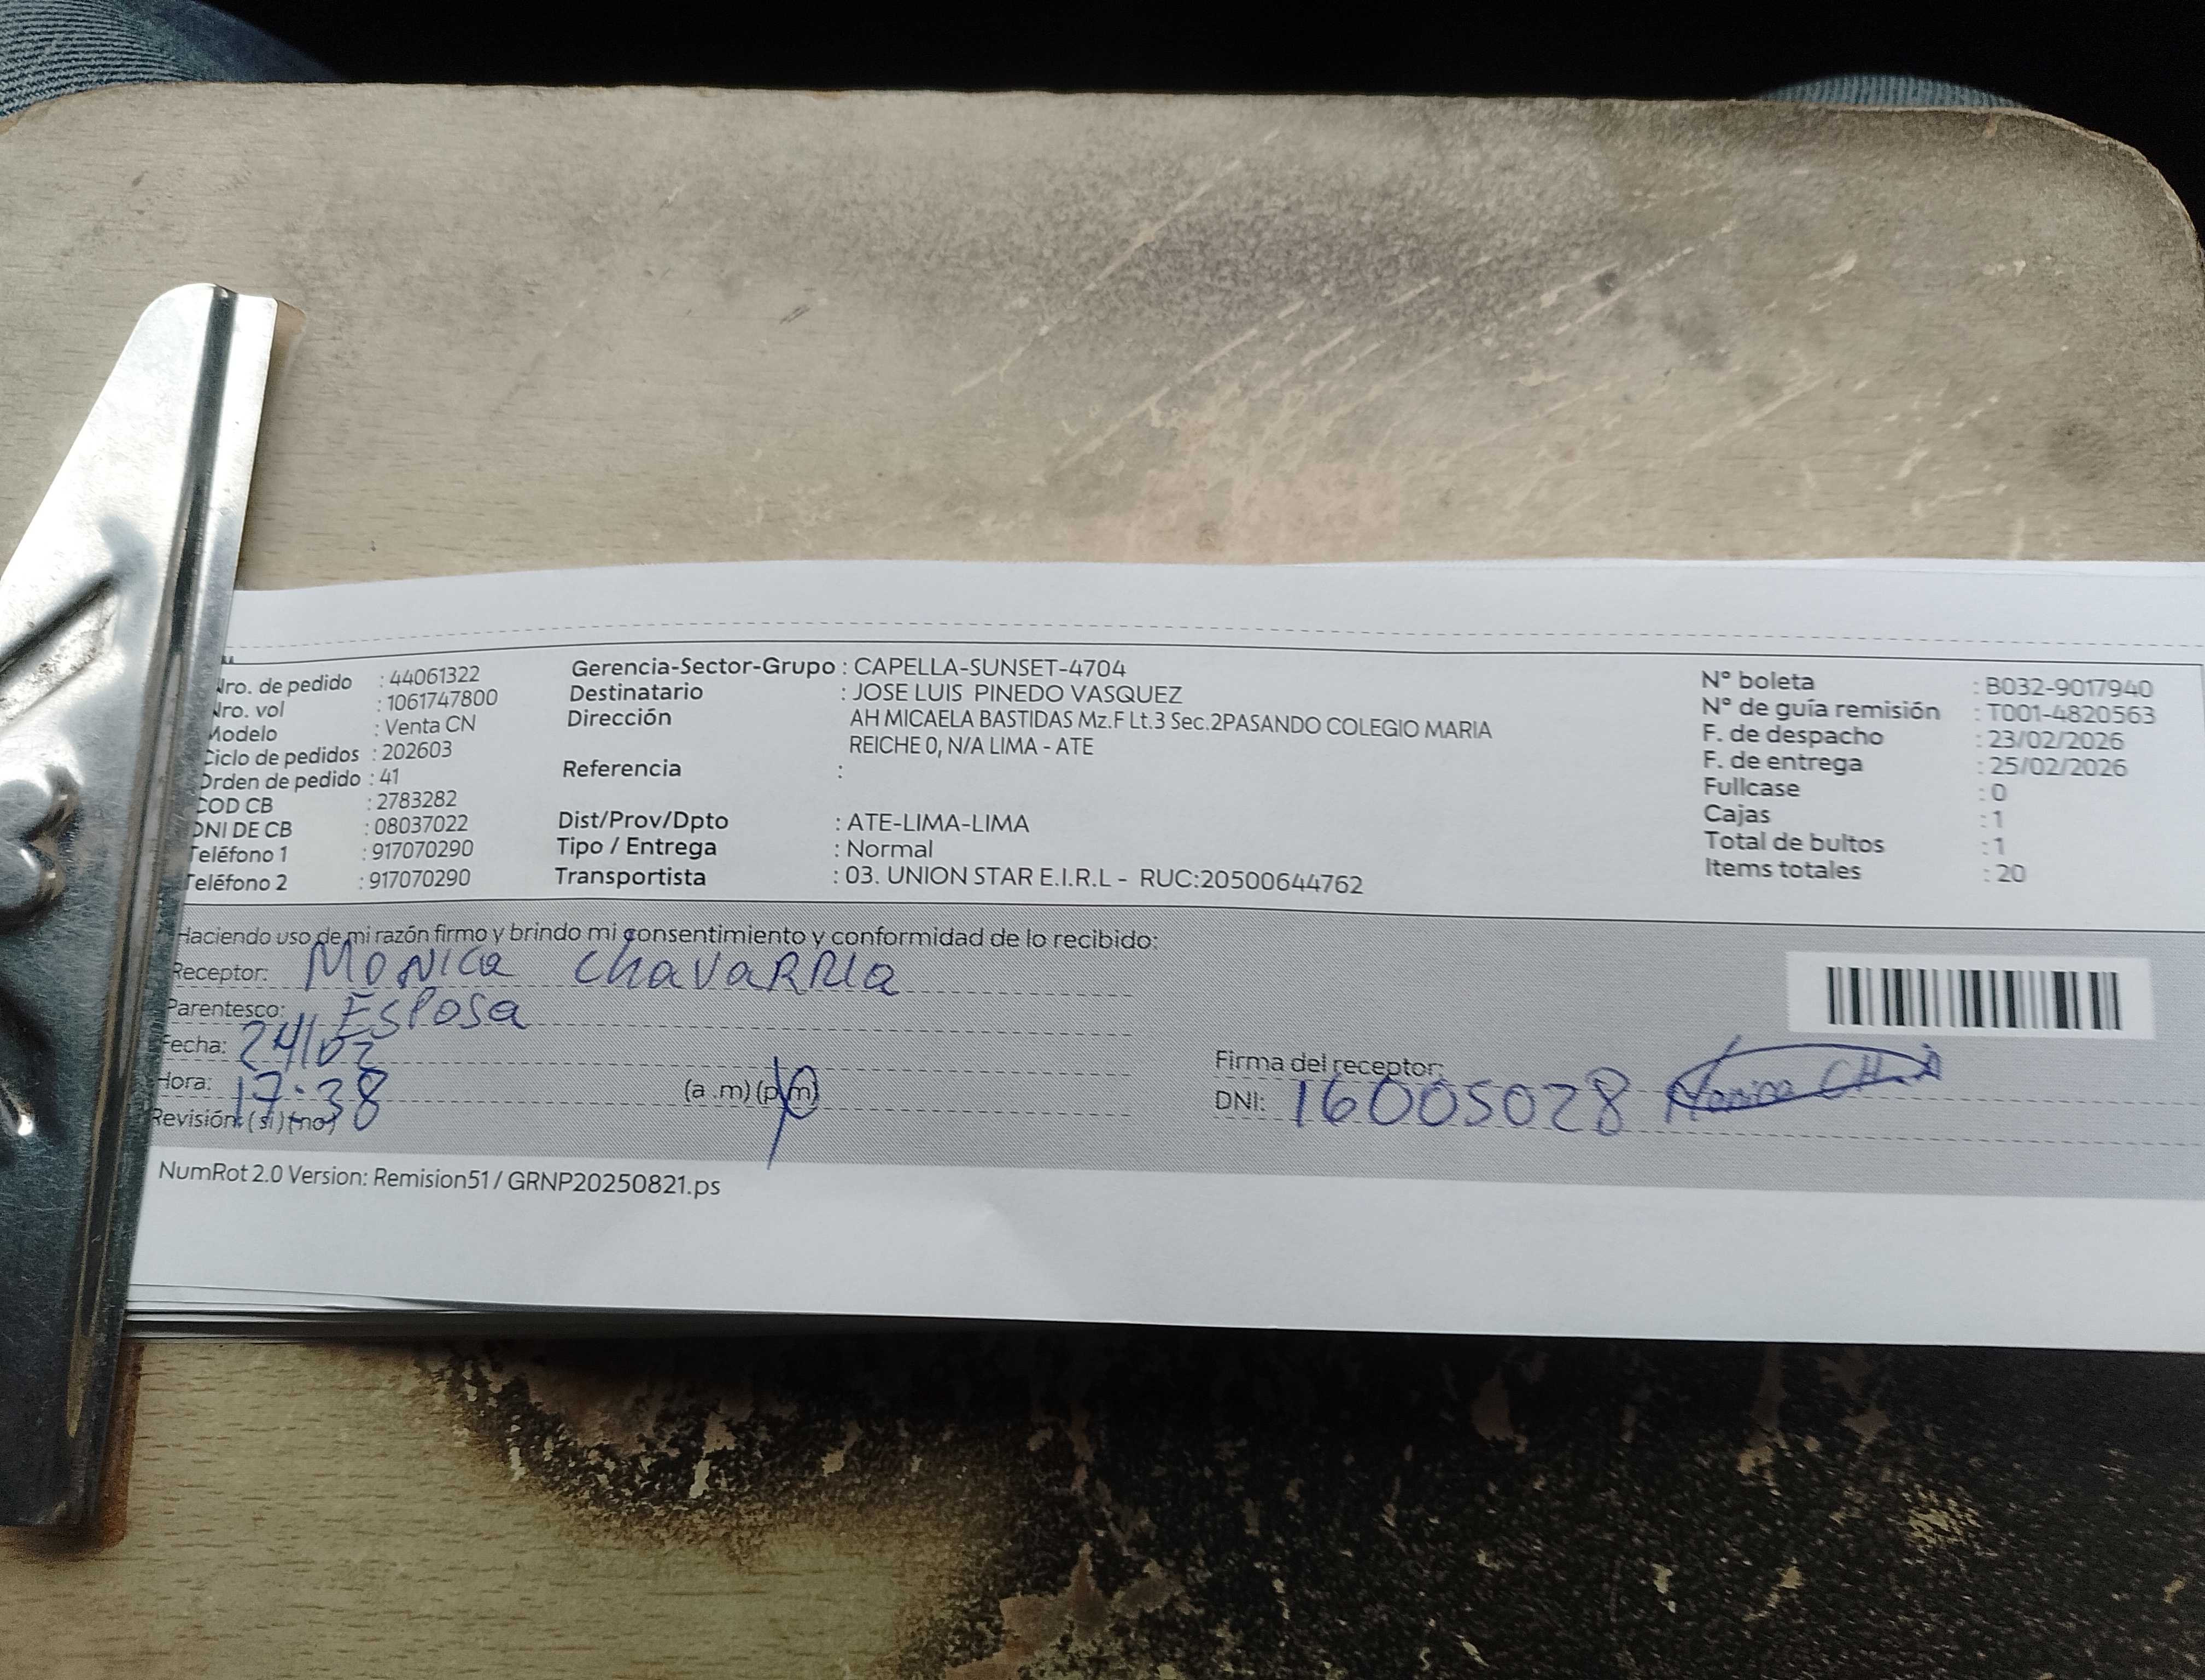 Nro. de pedido : 44061322
Nro. vol : 1061747800
Modelo : Venta CN
Ciclo de pedidos : 202603
Orden de pedido : 41
COD CB : 2783282
DNI DE CB : 08037022
Teléfono 1 : 917070290
Teléfono 2 : 917070290
Gerencia-Sector-Grupo : CAPELLA-SUNSET-4704
Destinatario : JOSE LUIS PINEDO VASQUEZ
Dirección AH MICAELA BASTIDAS Mz.F Lt.3 Sec.2PASANDO COLEGIO MARIA
REICHE 0, N/A LIMA - ATE
Referencia :
Dist/Prov/Dpto : ATE-LIMA-LIMA
Tipo / Entrega : Normal
Transportista : 03. UNION STAR E.I.R.L - RUC:20500644762
N° boleta : B032-9017940
N° de guía remisión : T001-4820563
F. de despacho : 23/02/2026
F. de entrega : 25/02/2026
Fullcase : 0
Cajas : 1
Total de bultos : 1
Items totales : 20
Haciendo uso de mi razón firmo y brindo mi consentimiento y conformidad de lo recibido:
Receptor: MONICA ChavaRRIa
Parentesco: Esposa
Fecha: 24/02
Hora: 17:38 (a .m) (p.m)
Revisión: (si) (no)
Firma del receptor:
DNI: 16005028
NumRot 2.0 Version: Remision51 / GRNP20250821.ps